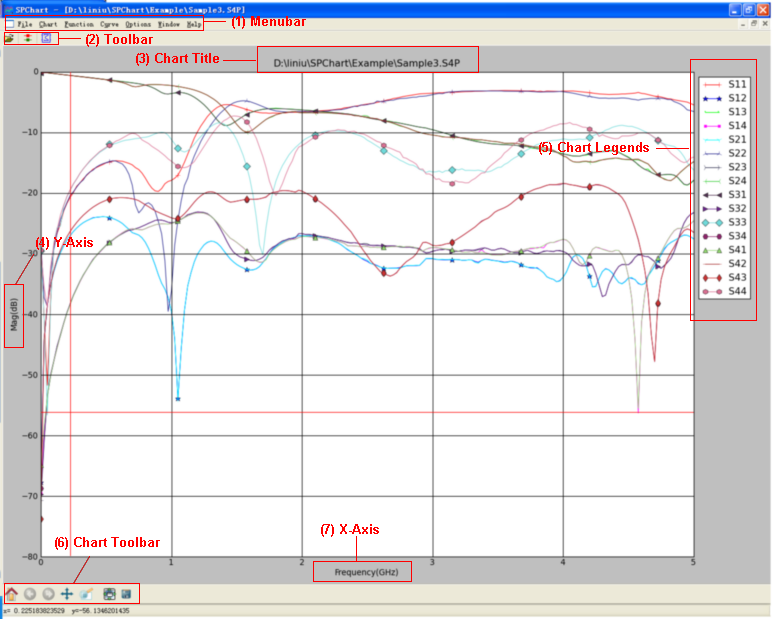 SPChart - [D:\liniu\SPChart\Example\Sample3.S4P]
File Chart Function Curve Options Window Help
(1) Menubar
(2) Toolbar
(3) Chart Title
D:\liniu\SPChart\Example\Sample3.S4P
0
−10
−20
−30
−40
−50
−60
−70
−80
S11
S12
S13
S14
S21
S22
S23
S24
S31
S32
S33
S34
S41
S42
S43
S44
(5) Chart Legends
(4) Y-Axis
Mag(dB)
(6) Chart Toolbar
(7) X-Axis
0 1 2 3 4 5
Frequency(GHz)
x= 0.225183823529 y=-56.1346201435